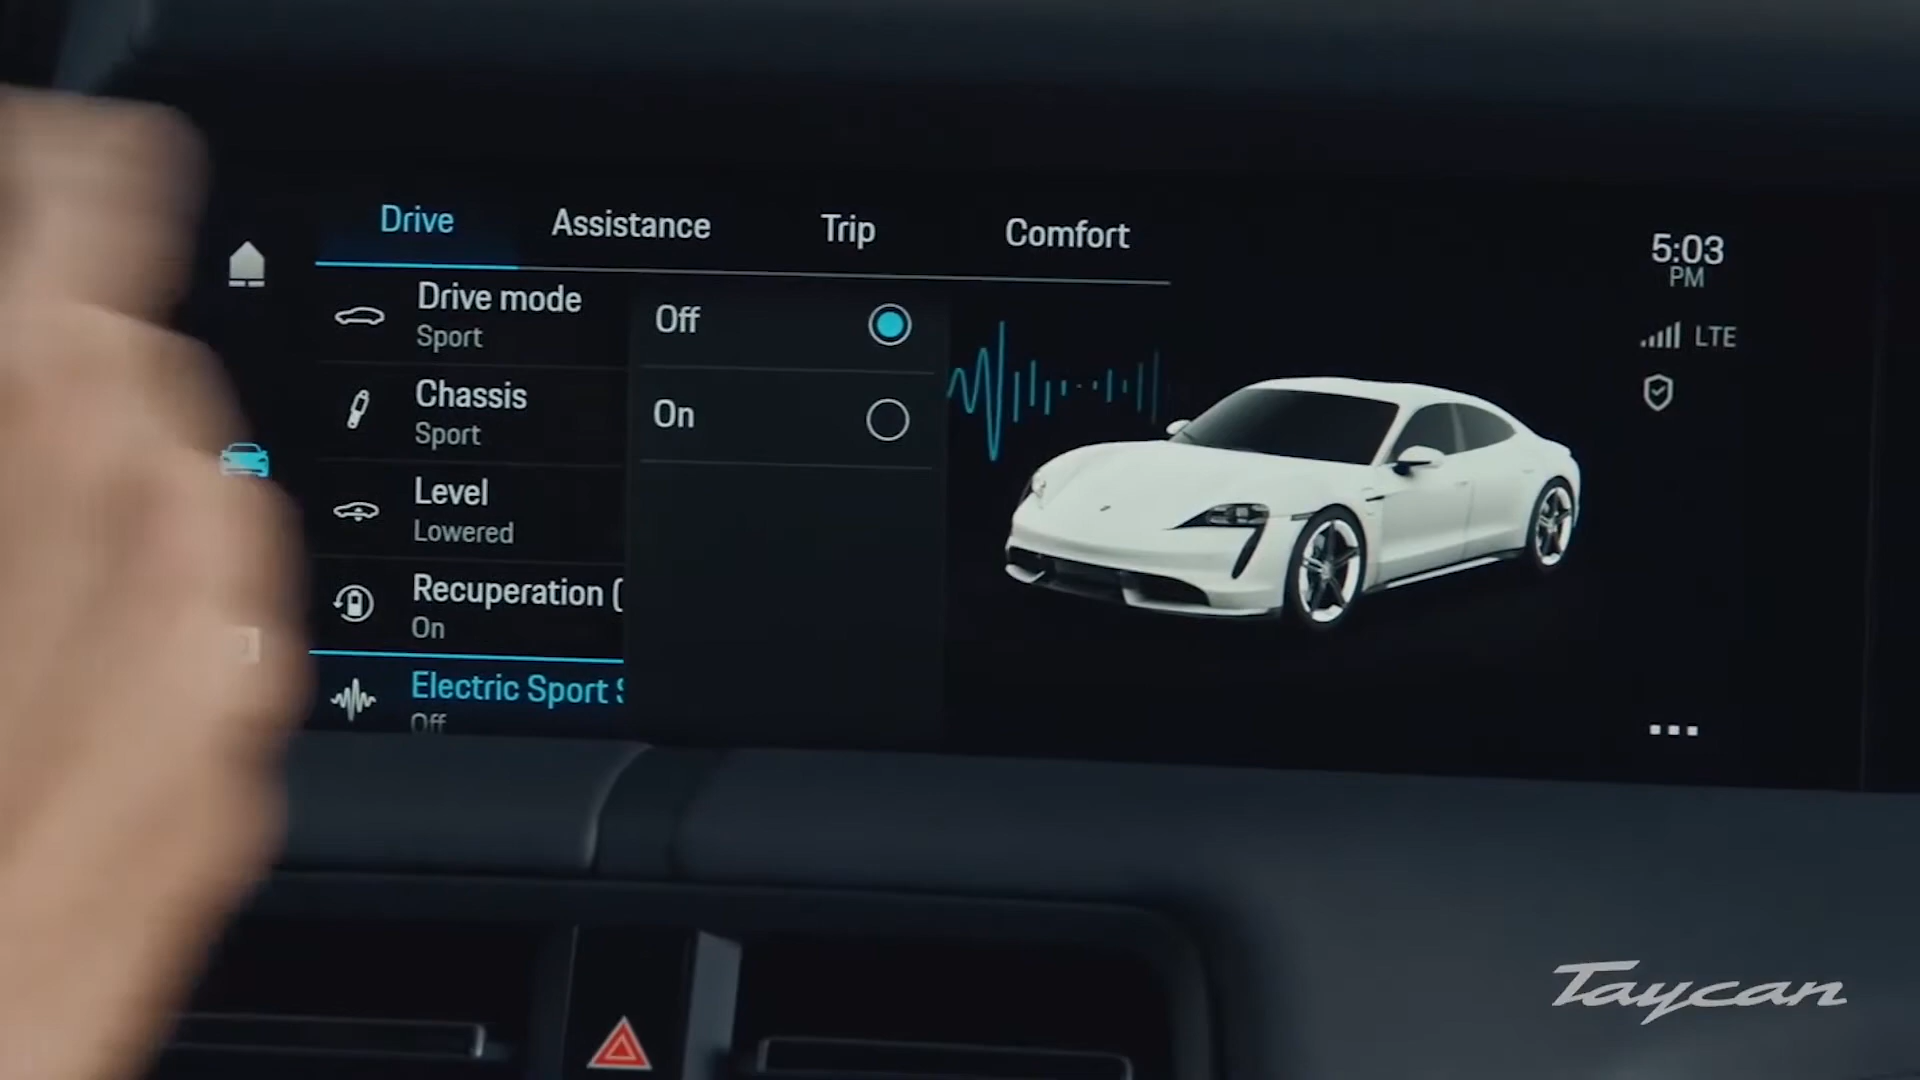 Drive Assistance Trip Comfort
5:03
PM
LTE
Drive mode
Sport
Chassis
Sport
Level
Lowered
Recuperation (
On
Electric Sport
Off
Off
On
Taycan